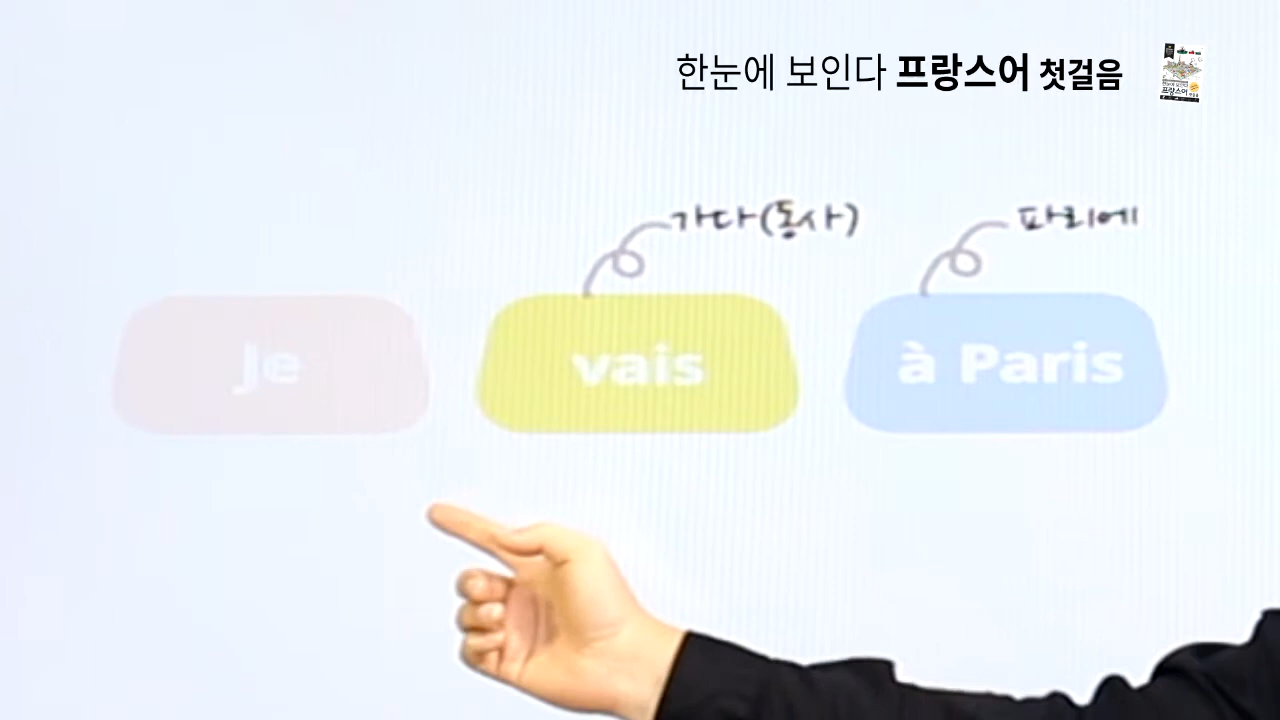 한눈에 보인다 프랑스어 첫걸음
가다(동사)
파리에
Je
vais
à Paris